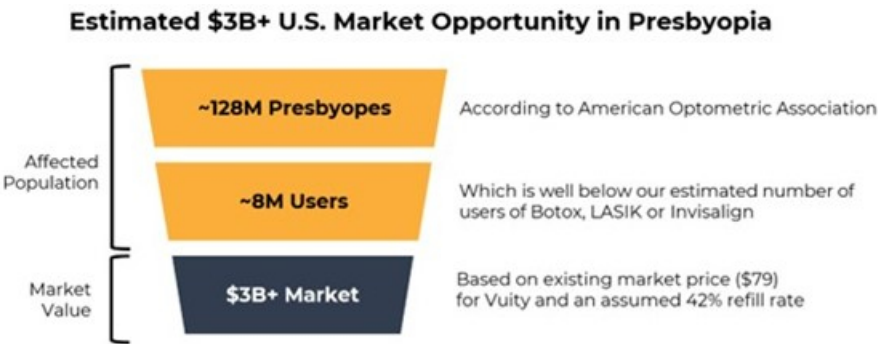 Estimated $3B+ U.S. Market Opportunity in Presbyopia
Affected
Population
~128M Presbyopes
According to American Optometric Association
~8M Users
Which is well below our estimated number of
users of Botox, LASIK or Invisalign
Market
Value
$3B+ Market
Based on existing market price ($79)
for Vuity and an assumed 42% refill rate